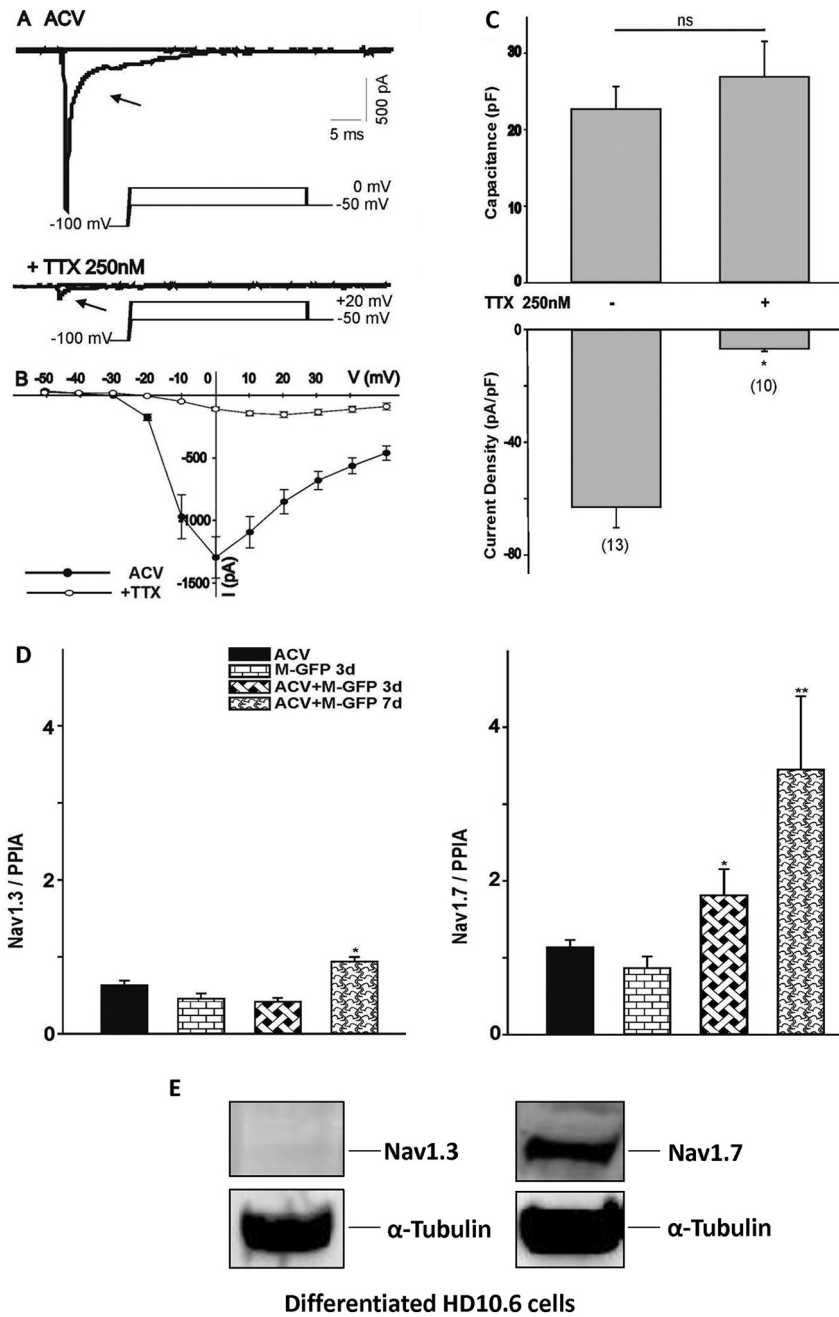 A ACV
500 pA
5 ms
0 mV
-50 mV
-100 mV
+ TTX 250nM
+20 mV
-50 mV
-100 mV
B
-50 -40 -30 -20 -10 0 10 20 30 V (mV)
-500
-1000
-1500
I (pA)
ACV
+TTX
C
ns
Capacitance (pF)
30
20
10
0
TTX 250nM - +
Current Density (pA/pF)
0
-40
-80
*
(10)
(13)
D
ACV
M-GFP 3d
ACV+M-GFP 3d
ACV+M-GFP 7d
Nav1.3 / PPIA
4
2
0
*
Nav1.7 / PPIA
4
2
0
*
**
E
Nav1.3
α-Tubulin
Nav1.7
α-Tubulin
Differentiated HD10.6 cells